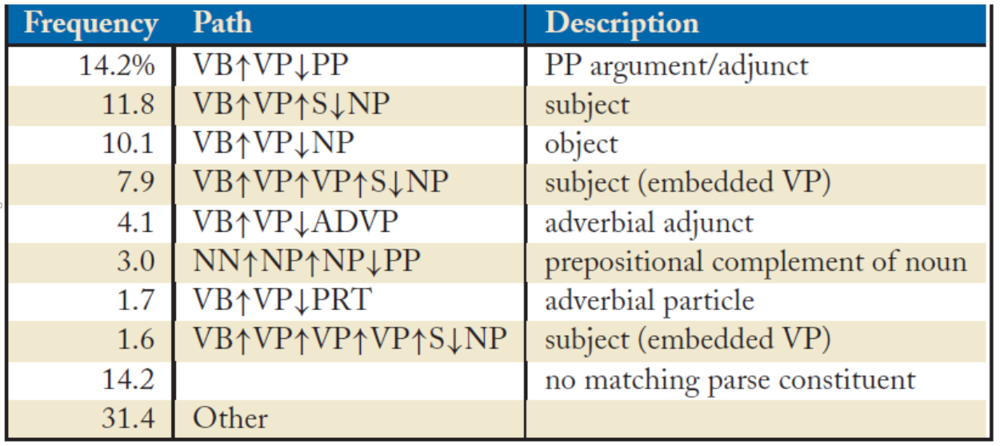 Frequency Path Description
14.2% VB↑VP↓PP PP argument/adjunct
11.8 VB↑VP↑S↓NP subject
10.1 VB↑VP↓NP object
7.9 VB↑VP↑VP↑S↓NP subject (embedded VP)
4.1 VB↑VP↓ADVP adverbial adjunct
3.0 NN↑NP↑NP↓PP prepositional complement of noun
1.7 VB↑VP↓PRT adverbial particle
1.6 VB↑VP↑VP↑VP↑S↓NP subject (embedded VP)
14.2 no matching parse constituent
31.4 Other